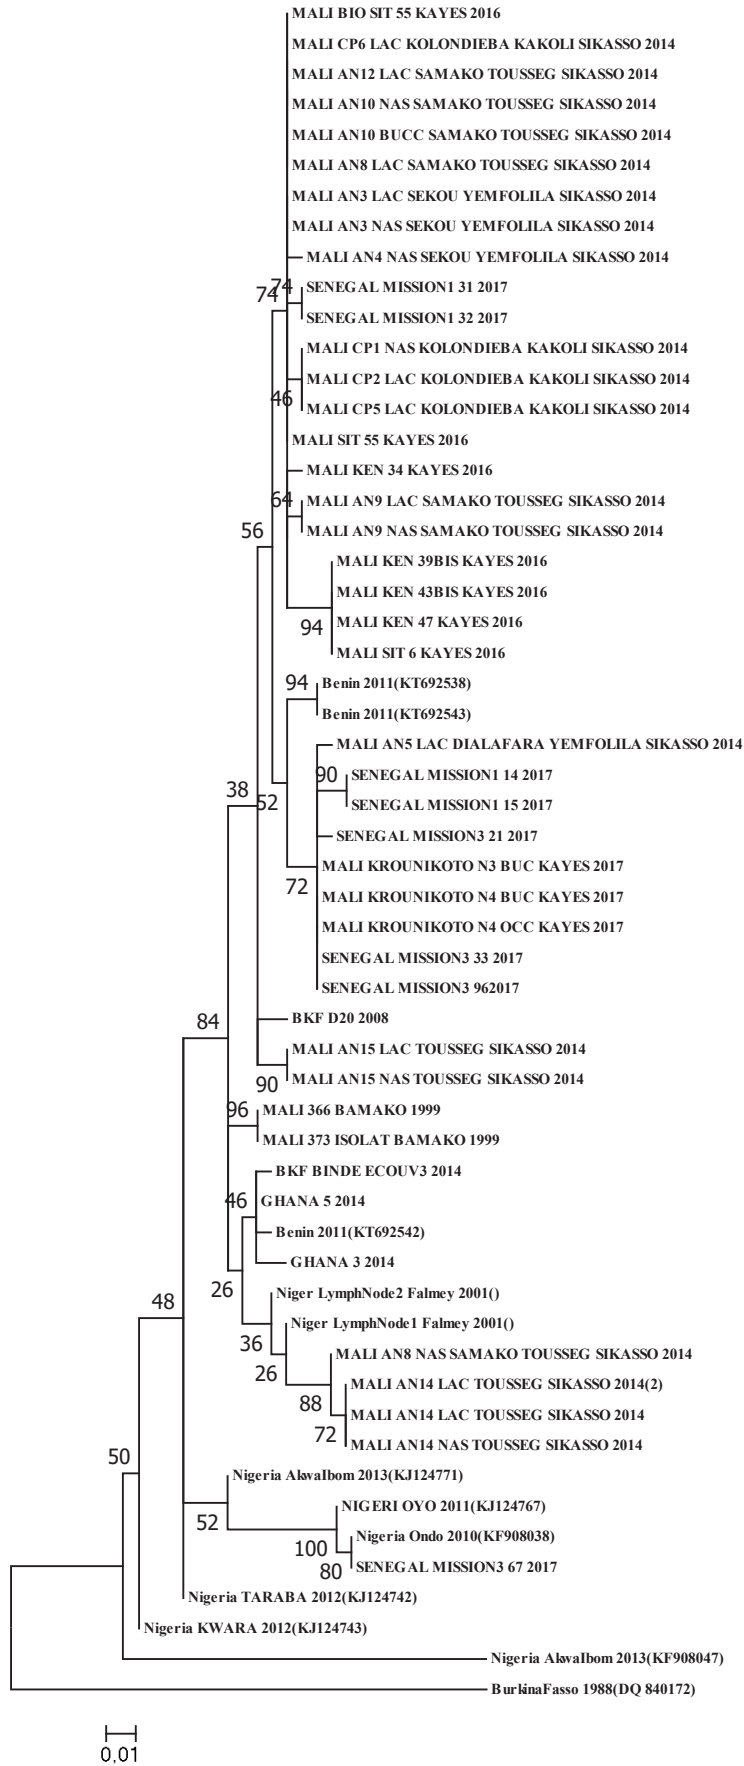 MALI BIO SIT 55 KAYES 2016
MALI CP6 LAC KOLONDIEBA KAKOLI SIKASSO 2014
MALI AN12 LAC SAMAKO TOUSSEG SIKASSO 2014
MALI AN10 NAS SAMAKO TOUSSEG SIKASSO 2014
MALI AN10 BUCC SAMAKO TOUSSEG SIKASSO 2014
MALI AN8 LAC SAMAKO TOUSSEG SIKASSO 2014
MALI AN3 LAC SEKOU YEMFOLILA SIKASSO 2014
MALI AN3 NAS SEKOU YEMFOLILA SIKASSO 2014
MALI AN4 NAS SEKOU YEMFOLILA SIKASSO 2014
74
74
SENEGAL MISSION1 31 2017
SENEGAL MISSION1 32 2017
MALI CP1 NAS KOLONDIEBA KAKOLI SIKASSO 2014
MALI CP2 LAC KOLONDIEBA KAKOLI SIKASSO 2014
46
MALI CP5 LAC KOLONDIEBA KAKOLI SIKASSO 2014
MALI SIT 55 KAYES 2016
MALI KEN 34 KAYES 2016
64
MALI AN9 LAC SAMAKO TOUSSEG SIKASSO 2014
56
MALI AN9 NAS SAMAKO TOUSSEG SIKASSO 2014
MALI KEN 39BIS KAYES 2016
MALI KEN 43BIS KAYES 2016
94
MALI KEN 47 KAYES 2016
MALI SIT 6 KAYES 2016
94
Benin 2011(KT692538)
Benin 2011(KT692543)
MALI AN5 LAC DIALAFARA YEMFOLILA SIKASSO 2014
90
SENEGAL MISSION1 14 2017
38
52
SENEGAL MISSION1 15 2017
SENEGAL MISSION3 21 2017
MALI KROUNIKOTO N3 BUC KAYES 2017
72
MALI KROUNIKOTO N4 BUC KAYES 2017
MALI KROUNIKOTO N4 OCC KAYES 2017
SENEGAL MISSION3 33 2017
SENEGAL MISSION3 962017
84
BKF D20 2008
MALI AN15 LAC TOUSSEG SIKASSO 2014
90
MALI AN15 NAS TOUSSEG SIKASSO 2014
96
MALI 366 BAMAKO 1999
MALI 373 ISOLAT BAMAKO 1999
BKF BINDE ECOUV3 2014
46
GHANA 5 2014
Benin 2011(KT692542)
GHANA 3 2014
26
Niger LymphNode2 Falmey 2001()
48
Niger LymphNode1 Falmey 2001()
36
MALI AN8 NAS SAMAKO TOUSSEG SIKASSO 2014
26
MALI AN14 LAC TOUSSEG SIKASSO 2014(2)
88
MALI AN14 LAC TOUSSEG SIKASSO 2014
72
MALI AN14 NAS TOUSSEG SIKASSO 2014
50
Nigeria AkwaIbom 2013(KJ124771)
52
NIGERI OYO 2011(KJ124767)
100
Nigeria Ondo 2010(KF908038)
80
SENEGAL MISSION3 67 2017
Nigeria TARABA 2012(KJ124742)
Nigeria KWARA 2012(KJ124743)
Nigeria AkwaIbom 2013(KF908047)
BurkinaFasso 1988(DQ 840172)
0,01